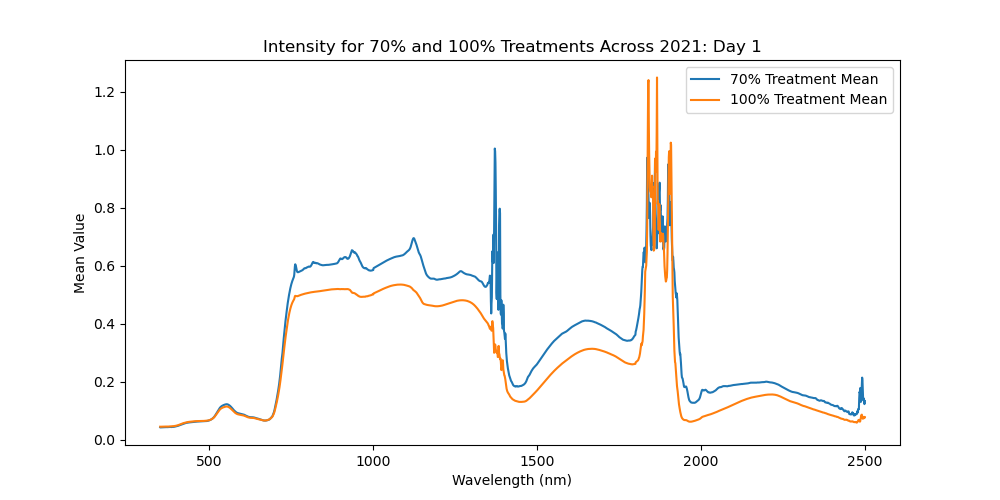 Intensity for 70% and 100% Treatments Across 2021: Day 1
70% Treatment Mean
100% Treatment Mean
Mean Value
1.2
1.0
0.8
0.6
0.4
0.2
0.0
500 1000 1500 2000 2500
Wavelength (nm)